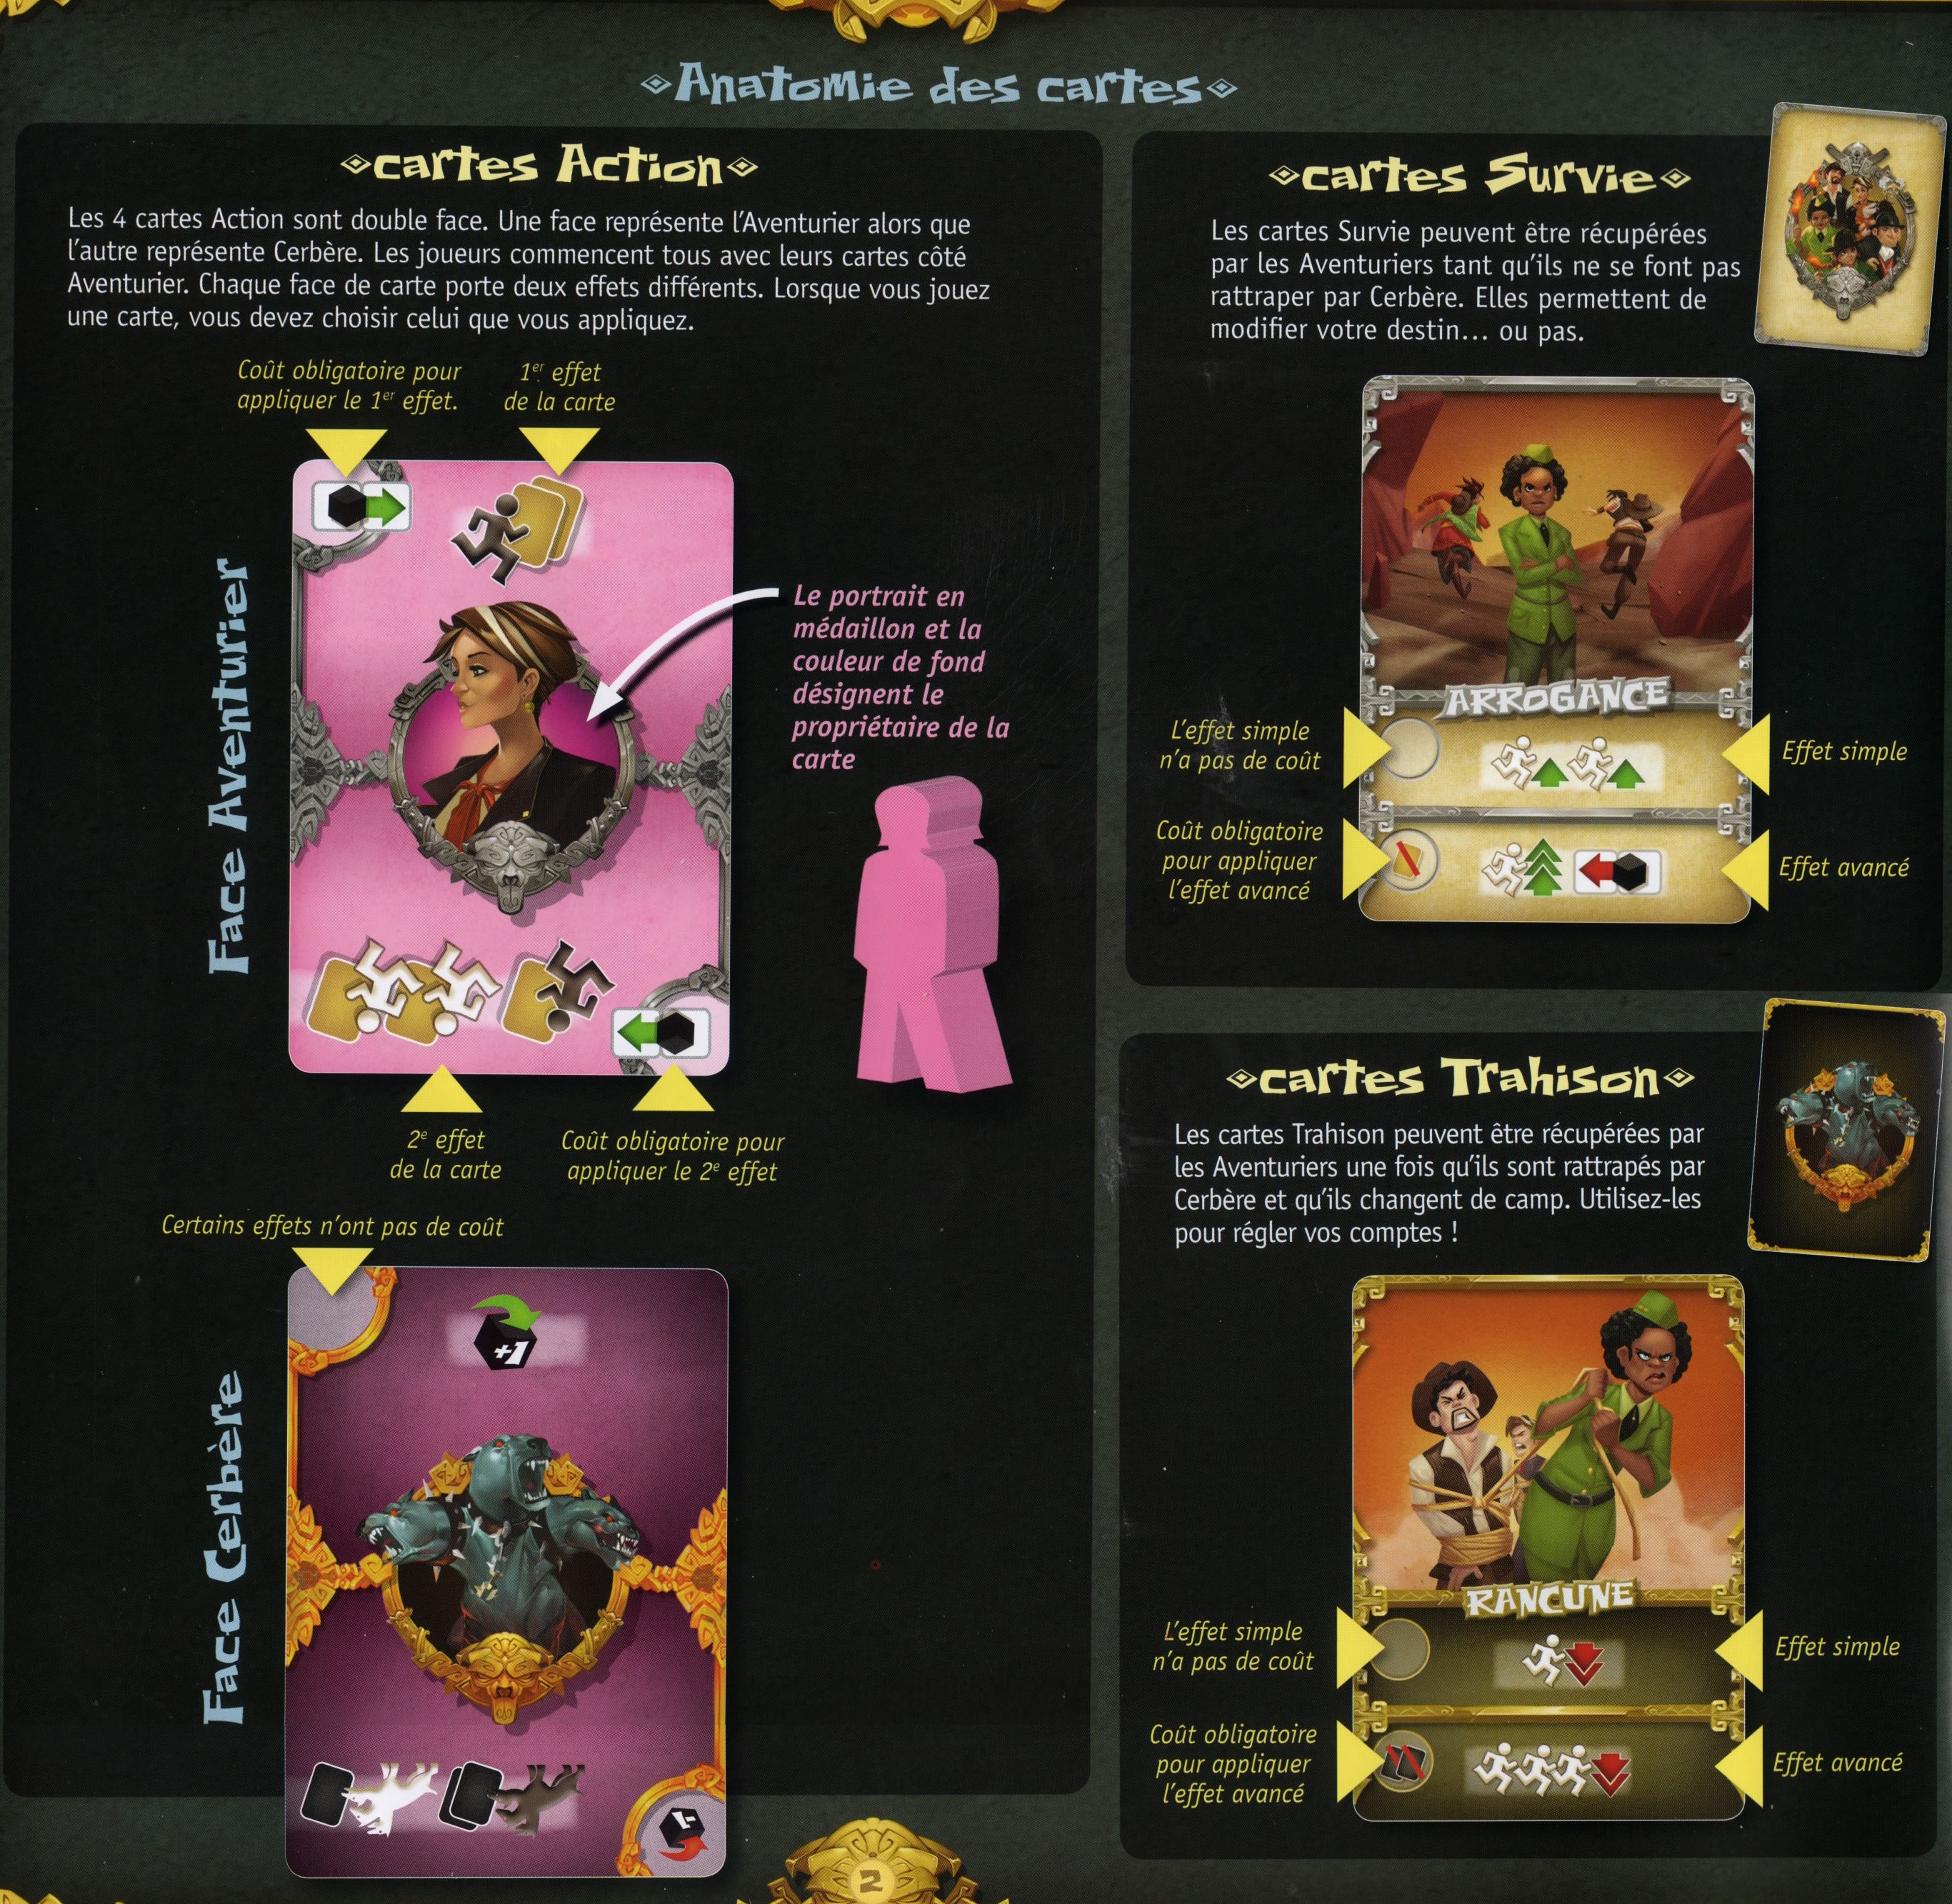 Anatomie des cartes
cartes Action
Les 4 cartes Action sont double face. Une face représente l'Aventurier alors que
l'autre représente Cerbère. Les joueurs commencent tous avec leurs cartes côté
Aventurier. Chaque face de carte porte deux effets différents. Lorsque vous jouez
une carte, vous devez choisir celui que vous appliquez.
Coût obligatoire pour
appliquer le 1er effet.
1er effet
de la carte
Face Aventurier
Le portrait en
médaillon et la
couleur de fond
désignent le
propriétaire de la
carte
2e effet
de la carte
Coût obligatoire pour
appliquer le 2e effet
Certains effets n'ont pas de coût
Face Cerbère
+1
-1
cartes Survie
Les cartes Survie peuvent être récupérées
par les Aventuriers tant qu'ils ne se font pas
rattraper par Cerbère. Elles permettent de
modifier votre destin... ou pas.
ARROGANCE
L'effet simple
n'a pas de coût
Effet simple
Coût obligatoire
pour appliquer
l'effet avancé
Effet avancé
cartes Trahison
Les cartes Trahison peuvent être récupérées par
les Aventuriers une fois qu'ils sont rattrapés par
Cerbère et qu'ils changent de camp. Utilisez-les
pour régler vos comptes !
RANCUNE
L'effet simple
n'a pas de coût
Effet simple
Coût obligatoire
pour appliquer
l'effet avancé
Effet avancé
2